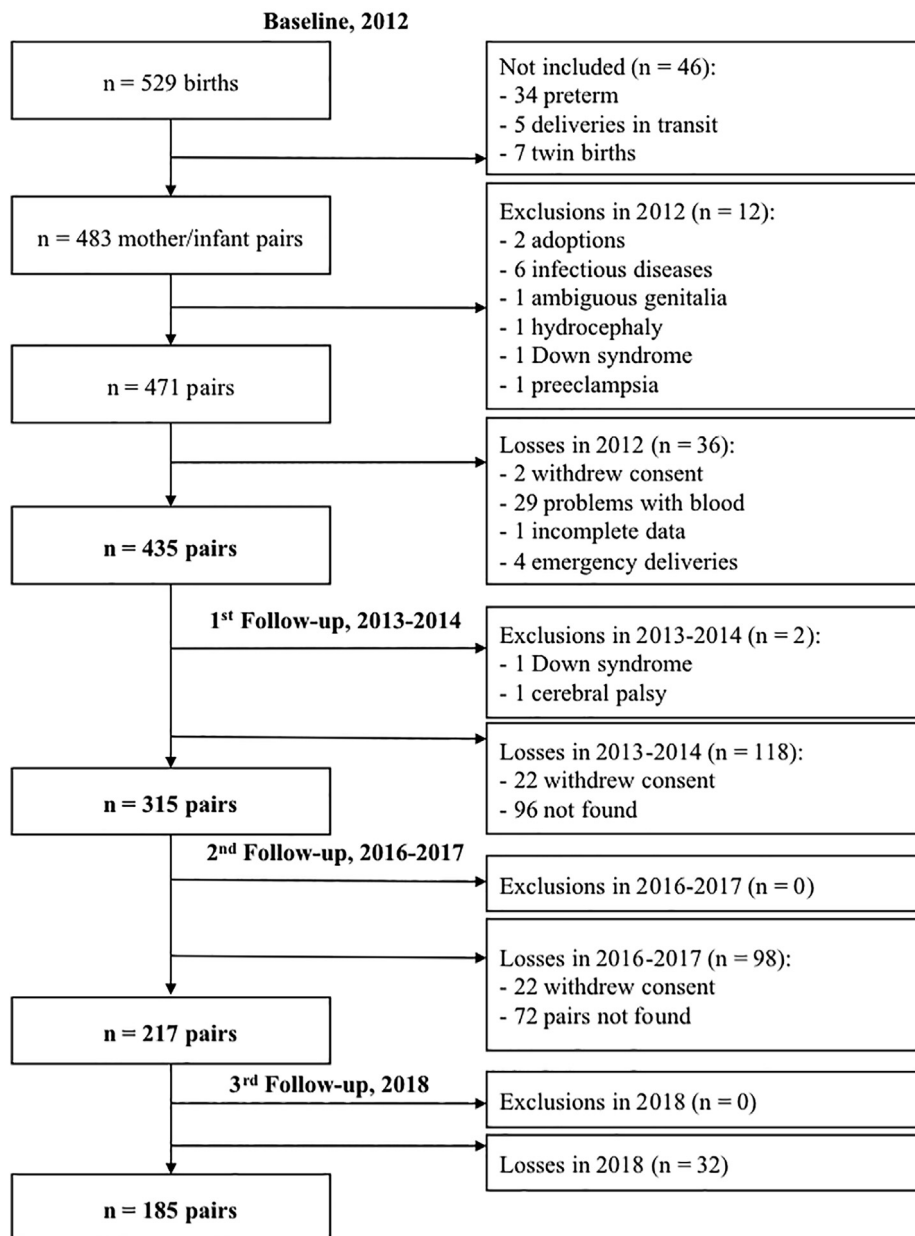 Baseline, 2012
n = 529 births
Not included (n = 46):
- 34 preterm
- 5 deliveries in transit
- 7 twin births
n = 483 mother/infant pairs
Exclusions in 2012 (n = 12):
- 2 adoptions
- 6 infectious diseases
- 1 ambiguous genitalia
- 1 hydrocephaly
- 1 Down syndrome
- 1 preeclampsia
n = 471 pairs
Losses in 2012 (n = 36):
- 2 withdrew consent
- 29 problems with blood
- 1 incomplete data
- 4 emergency deliveries
n = 435 pairs
1st Follow-up, 2013-2014
Exclusions in 2013-2014 (n = 2):
- 1 Down syndrome
- 1 cerebral palsy
Losses in 2013-2014 (n = 118):
- 22 withdrew consent
- 96 not found
n = 315 pairs
2nd Follow-up, 2016-2017
Exclusions in 2016-2017 (n = 0)
Losses in 2016-2017 (n = 98):
- 22 withdrew consent
- 72 pairs not found
n = 217 pairs
3rd Follow-up, 2018
Exclusions in 2018 (n = 0)
Losses in 2018 (n = 32)
n = 185 pairs